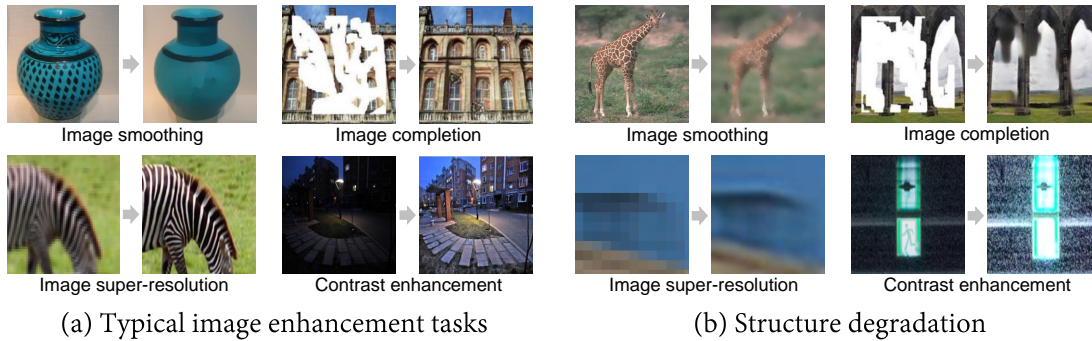 Image smoothing
Image completion
Image smoothing
Image completion
Image super-resolution
Contrast enhancement
Image super-resolution
Contrast enhancement
(a) Typical image enhancement tasks
(b) Structure degradation